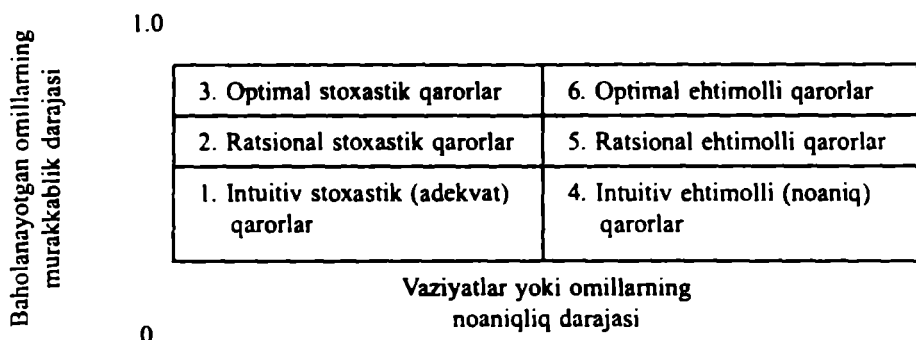 1.0
Baholanayotgan omillarning
murakkablik darajasi
3. Optimal stoxastik qarorlar
6. Optimal ehtimolli qarorlar
2. Ratsional stoxastik qarorlar
5. Ratsional ehtimolli qarorlar
1. Intuitiv stoxastik (adekvat)
qarorlar
4. Intuitiv ehtimolli (noaniq)
qarorlar
Vaziyatlar yoki omillarning
noaniqliq darajasi
0